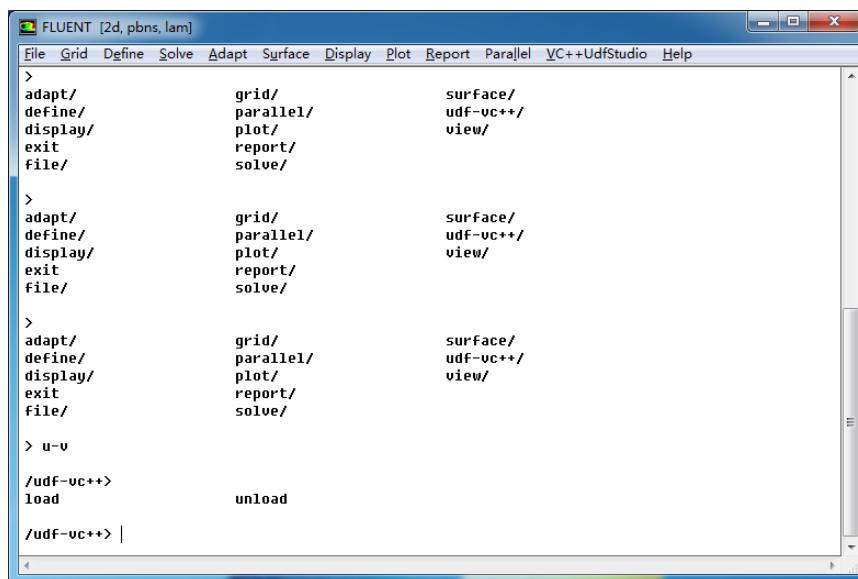 FLUENT [2d, pbns, lam]
File Grid Define Solve Adapt Surface Display Plot Report Parallel VC++UdfStudio Help
>
adapt/ grid/ surface/
define/ parallel/ udf-vc++/
display/ plot/ view/
exit report/
file/ solve/
>
adapt/ grid/ surface/
define/ parallel/ udf-vc++/
display/ plot/ view/
exit report/
file/ solve/
>
adapt/ grid/ surface/
define/ parallel/ udf-vc++/
display/ plot/ view/
exit report/
file/ solve/
> u-v
/udf-vc++>
load unload
/udf-vc++>